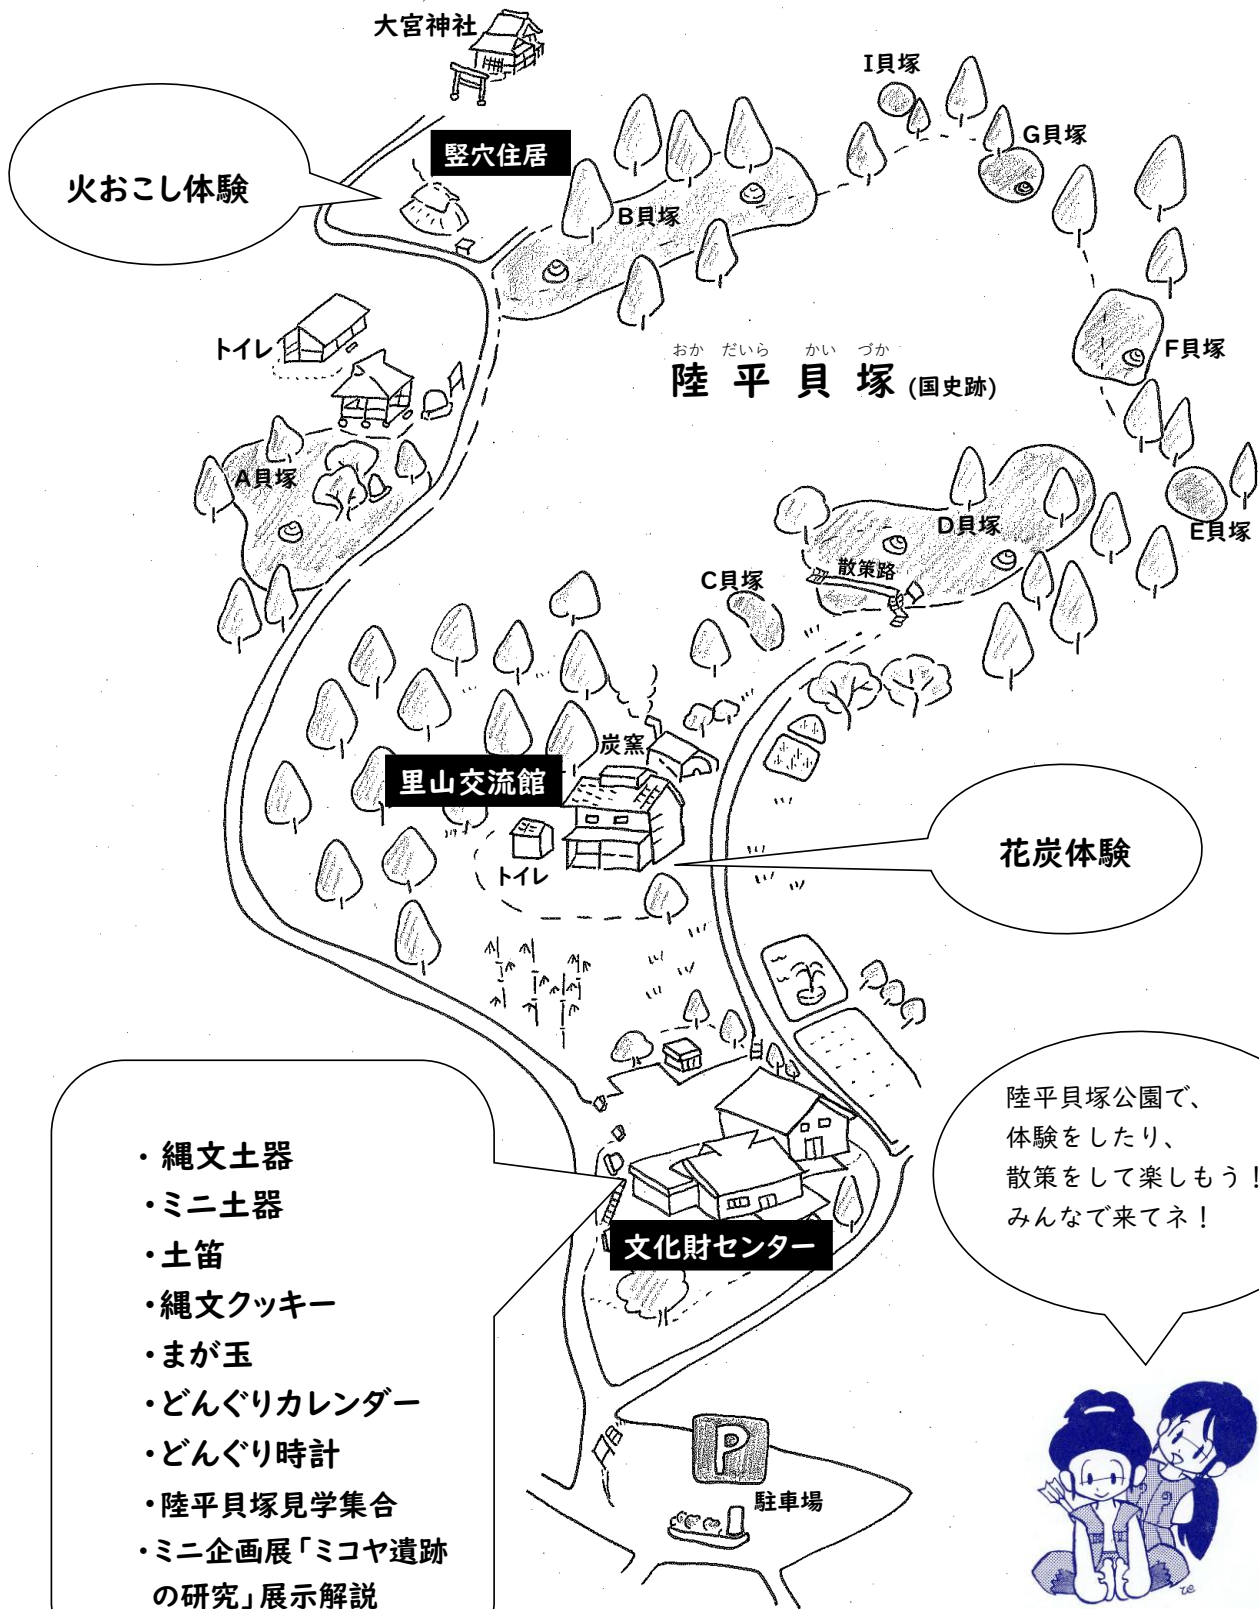 大宮神社
I貝塚
G貝塚
竪穴住居
火おこし体験
B貝塚
トイレ
おか だいら かい づか
陸平貝塚 (国史跡)
F貝塚
A貝塚
D貝塚
E貝塚
散策路
C貝塚
炭窯
里山交流館
トイレ
花炭体験
陸平貝塚公園で、
体験をしたり、
散策をして楽しもう!
みんなで来てネ!
・縄文土器
・ミニ土器
・土笛
・縄文クッキー
・まが玉
・どんぐりカレンダー
・どんぐり時計
・陸平貝塚見学集合
・ミニ企画展「ミコヤ遺跡
の研究」展示解説
文化財センター
P
駐車場